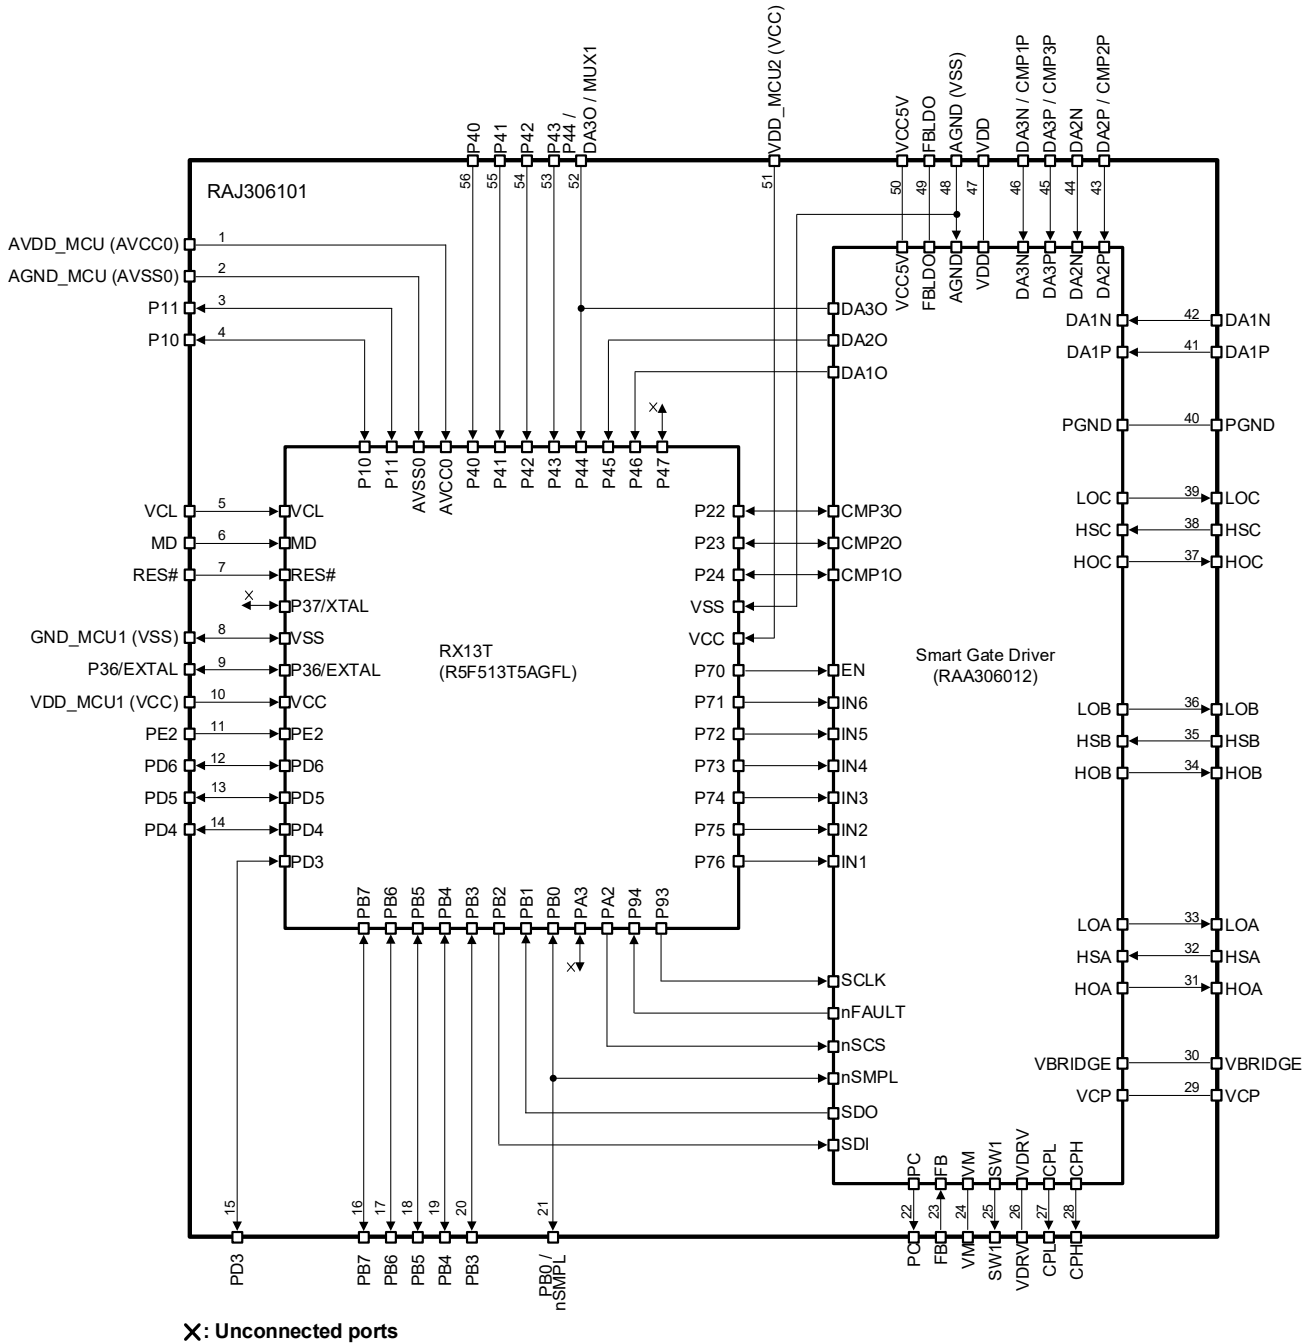 P40
P41
P42
P43
P44 /
DA3O / MUX1
VDD_MCU2 (VCC)
VCC5V
FBLDO
AGND (VSS)
VDD
DA3N / CMP1P
DA3P / CMP3P
DA2N
DA2P / CMP2P
RAJ306101
56
55
54
53
52
51
50
49
48
47
46
45
44
43
AVDD_MCU (AVCC0)
1
AGND_MCU (AVSS0)
2
P11
3
P10
4
VCC5V
FBLDO
AGND
VDD
DA3N
DA3P
DA2N
DA2P
DA3O
DA2O
DA1O
DA1N
42
DA1N
DA1P
41
DA1P
PGND
40
PGND
X
P10
P11
AVSS0
AVCC0
P40
P41
P42
P43
P44
P45
P46
P47
LOC
39
LOC
HSC
38
HSC
HOC
37
HOC
VCL
5
VCL
P22
CMP3O
MD
6
MD
P23
CMP2O
RES#
7
RES#
P24
CMP1O
X
P37/XTAL
VSS
GND_MCU1 (VSS)
8
VSS
VCC
P36/EXTAL
9
P36/EXTAL
P70
EN
VDD_MCU1 (VCC)
10
VCC
P71
IN6
PE2
11
PE2
P72
IN5
PD6
12
PD6
P73
IN4
PD5
13
PD5
P74
IN3
PD4
14
PD4
P75
IN2
PD3
P76
IN1
RX13T
(R5F513T5AGFL)
Smart Gate Driver
(RAA306012)
LOB
36
LOB
HSB
35
HSB
HOB
34
HOB
PB7
PB6
PB5
PB4
PB3
PB2
PB1
PB0
PA3
PA2
P94
P93
X
LOA
33
LOA
HSA
32
HSA
HOA
31
HOA
SCLK
nFAULT
nSCS
nSMPL
SDO
SDI
VBRIDGE
30
VBRIDGE
VCP
29
VCP
PC
FB
VM
SW1
VDRV
CPL
CPH
15
16
17
18
19
20
21
22
23
24
25
26
27
28
PD3
PB7
PB6
PB5
PB4
PB3
PB0 /
nSMPL
PC
FB
VM
SW1
VDRV
CPL
CPH
X: Unconnected ports